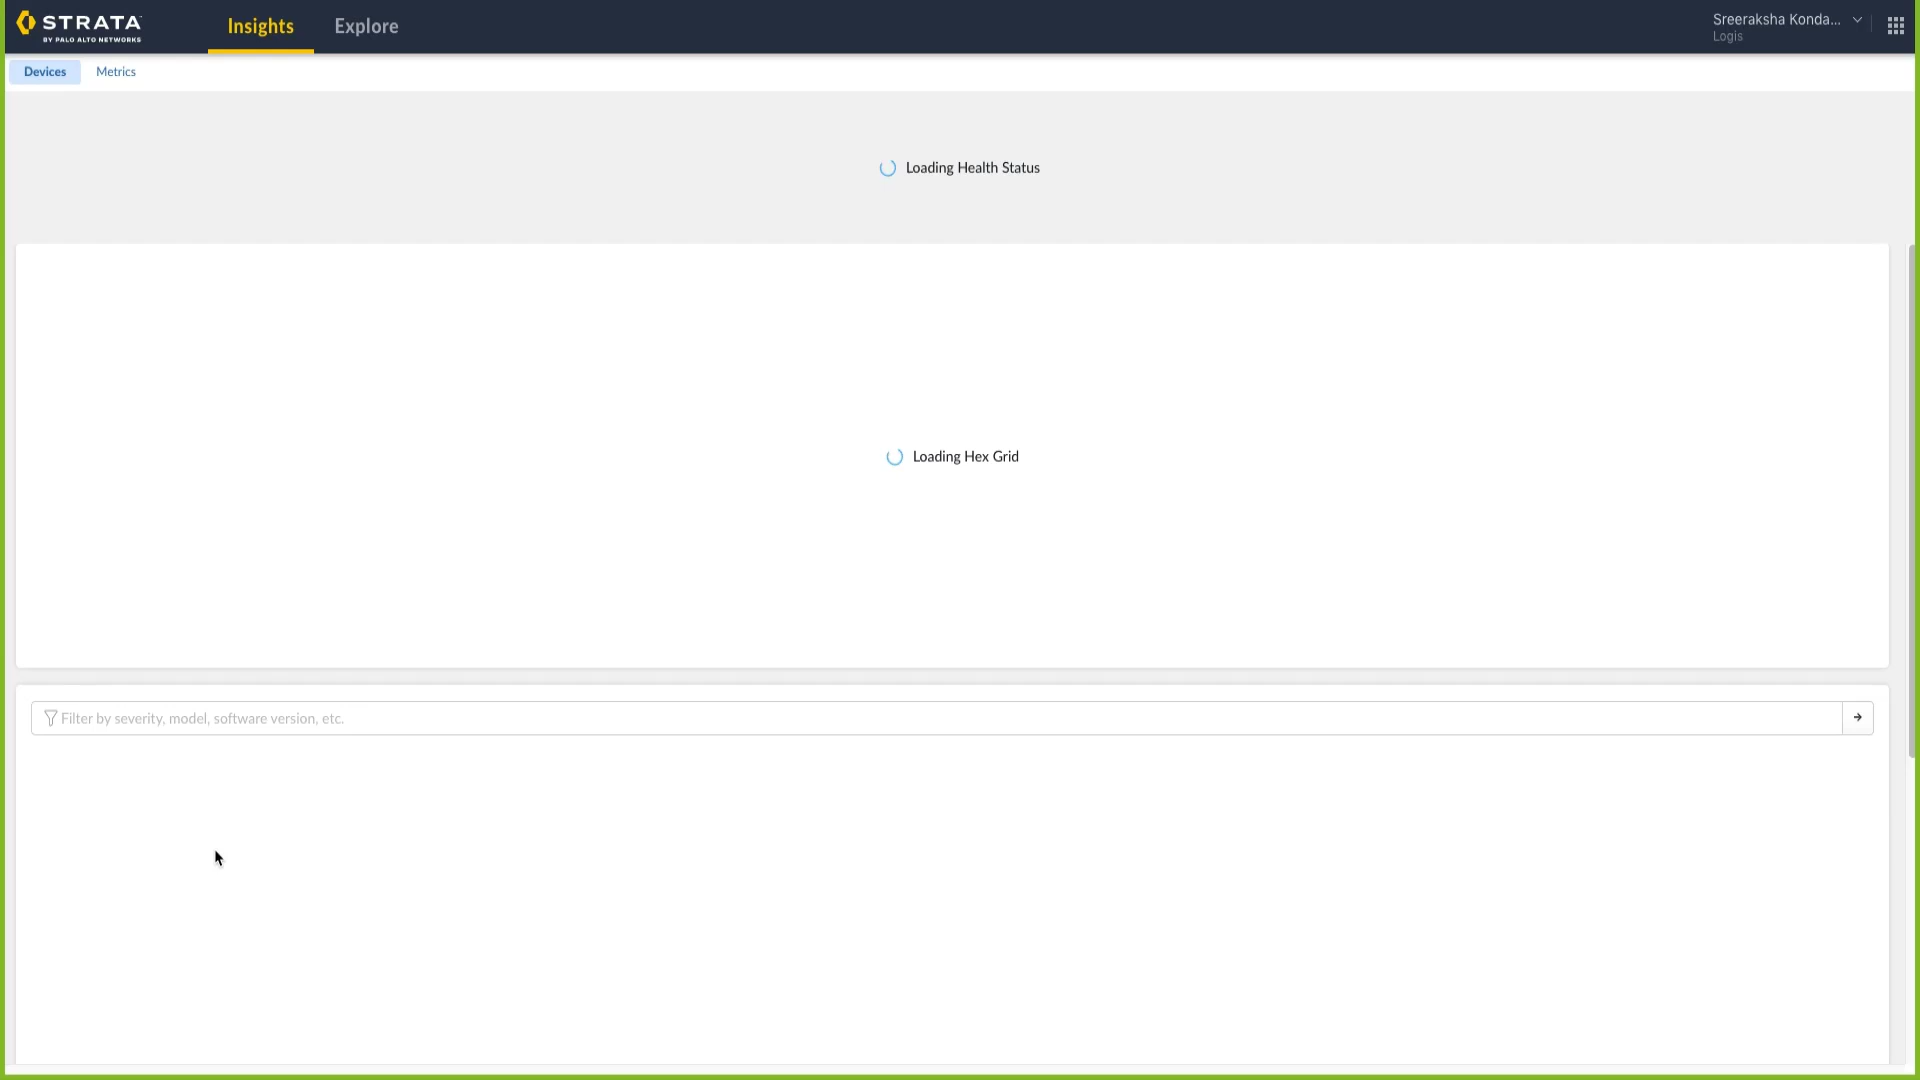 STRATA
BY PALO ALTO NETWORKS
Insights
Explore
Sreeraksha Konda...
Logis
Devices
Metrics
Loading Health Status
Loading Hex Grid
Filter by severity, model, software version, etc.